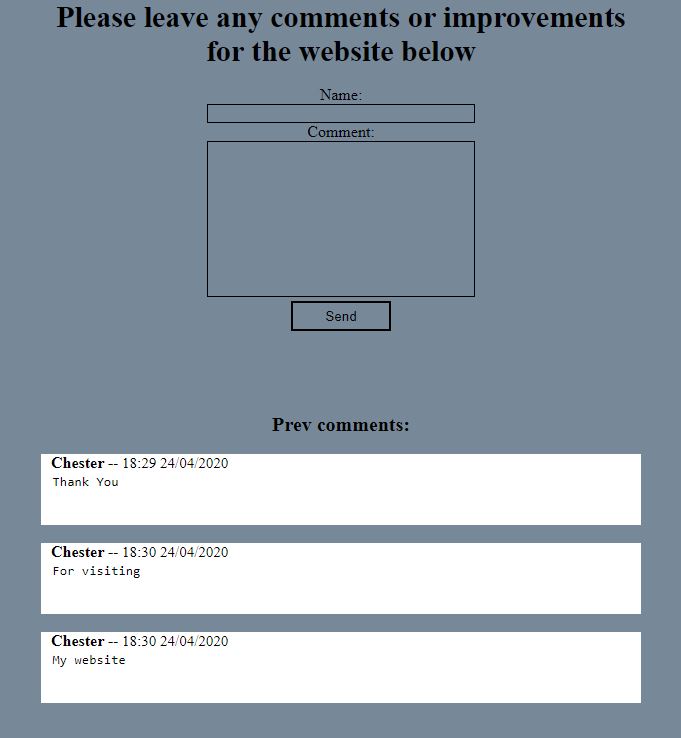 Please leave any comments or improvements
for the website below
Name:
Comment:
Send
Prev comments:
Chester -- 18:29 24/04/2020
Thank You
Chester -- 18:30 24/04/2020
For visiting
Chester -- 18:30 24/04/2020
My website